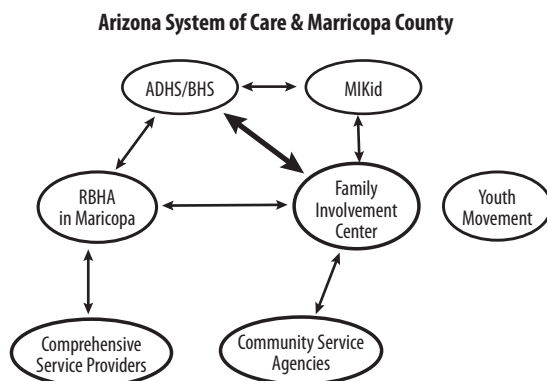 Arizona System of Care & Marricopa County
ADHS/BHS
MIKid
RBHA
in Maricopa
Family
Involvement
Center
Youth
Movement
Comprehensive
Service Providers
Community Service
Agencies